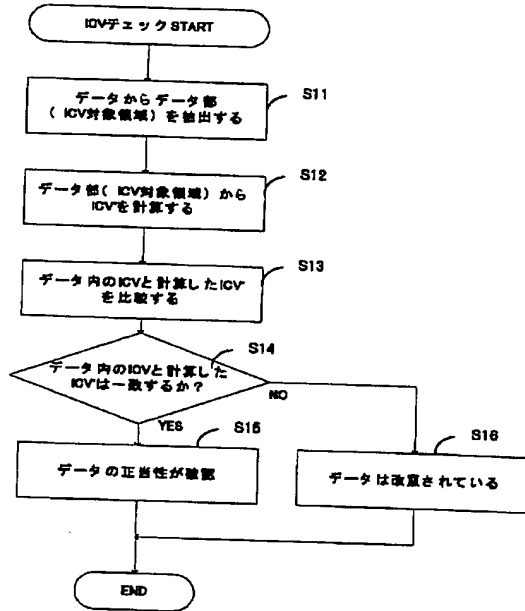 ICVチェック START
データからデータ部
（ICV対象領域）を抽出する
S11
データ部（ICV対象領域）から
ICV'を計算する
S12
データ内のICVと計算したICV'
を比較する
S13
データ内のICVと計算した
ICV'は一致するか？
S14
NO
YES
データの正当性が確認
S15
データは改竄されている
S16
END